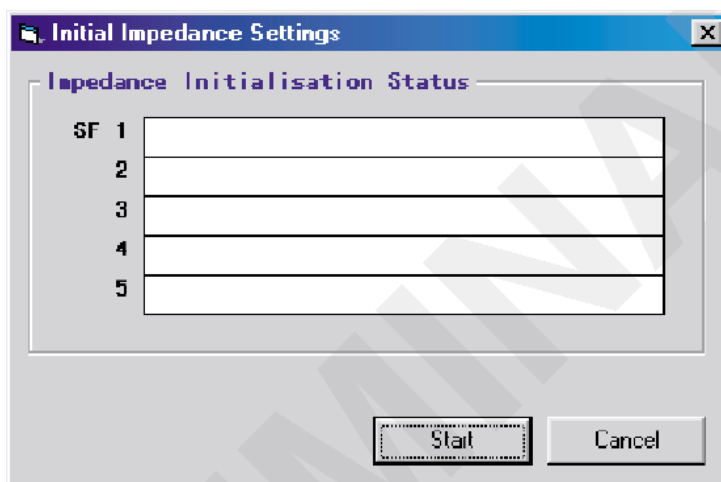 Initial Impedance Settings
Impedance Initialisation Status
SF 1
2
3
4
5
Start Cancel